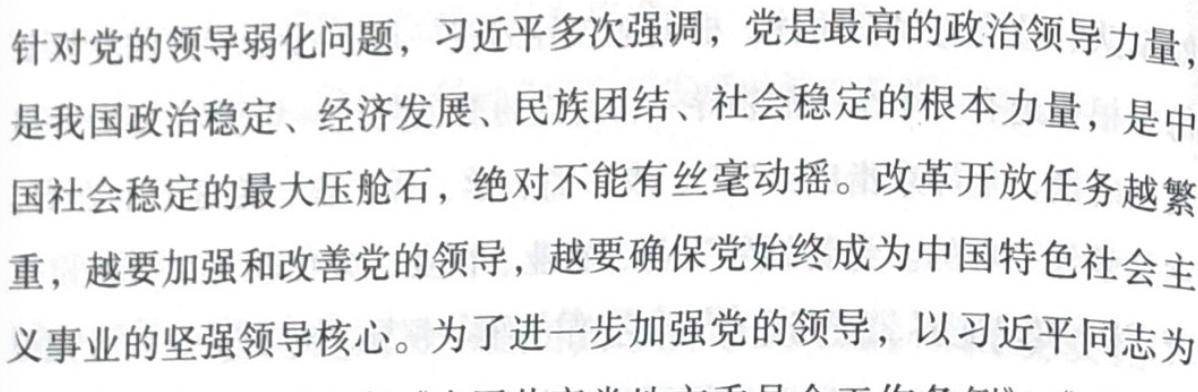 针对党的领导弱化问题，习近平多次强调，党是最高的政治领导力量，
是我国政治稳定、经济发展、民族团结、社会稳定的根本力量，是中
国社会稳定的最大压舱石，绝对不能有丝毫动摇。改革开放任务越繁
重，越要加强和改善党的领导，越要确保党始终成为中国特色社会主
义事业的坚强领导核心。为了进一步加强党的领导，以习近平同志为